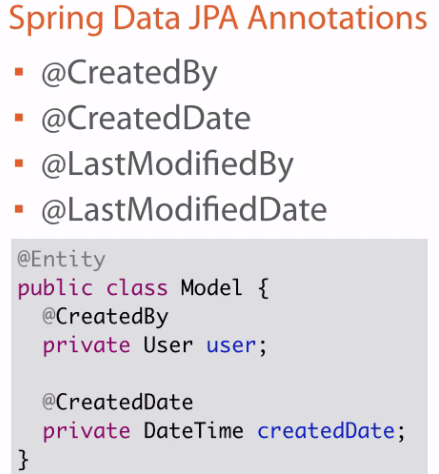 Spring Data JPA Annotations
▪ @CreatedBy
▪ @CreatedDate
▪ @LastModifiedBy
▪ @LastModifiedDate
@Entity
public class Model {
  @CreatedBy
  private User user;

  @CreatedDate
  private DateTime createdDate;
}